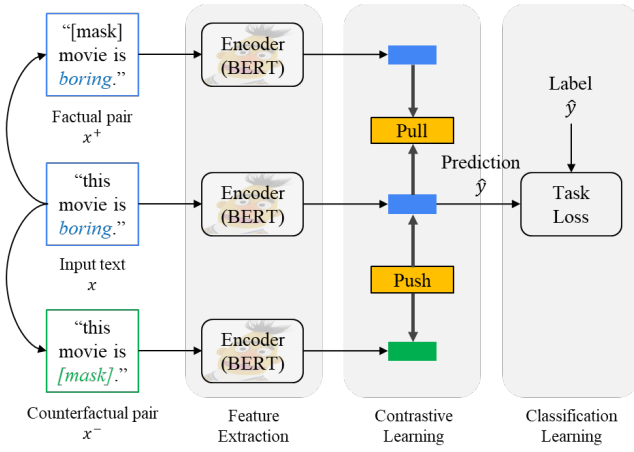 “[mask]
movie is
boring.”
Factual pair
x⁺
Encoder
(BERT)
Pull
“this
movie is
boring.”
Input text
x
Encoder
(BERT)
Prediction
ŷ
Label
ŷ
Task
Loss
Push
“this
movie is
[mask].”
Counterfactual pair
x⁻
Encoder
(BERT)
Feature
Extraction
Contrastive
Learning
Classification
Learning